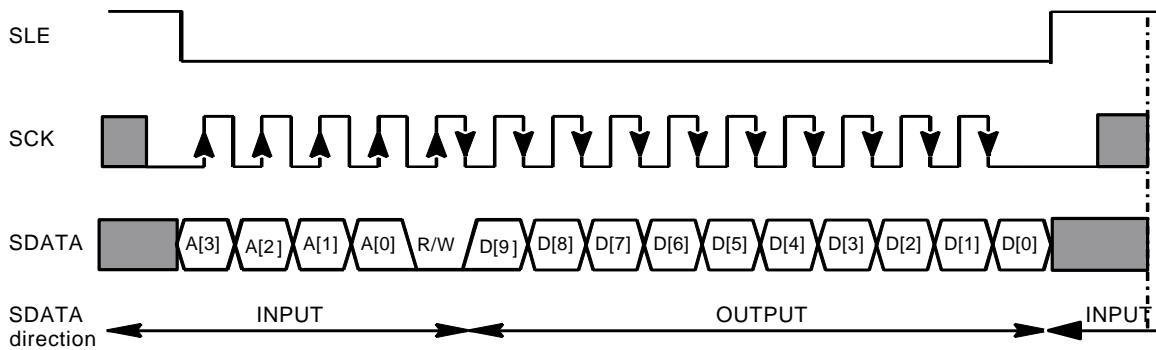 SLE
SCK
SDATA A[3] A[2] A[1] A[0] R/W D[9] D[8] D[7] D[6] D[5] D[4] D[3] D[2] D[1] D[0]
SDATA direction INPUT OUTPUT INPUT